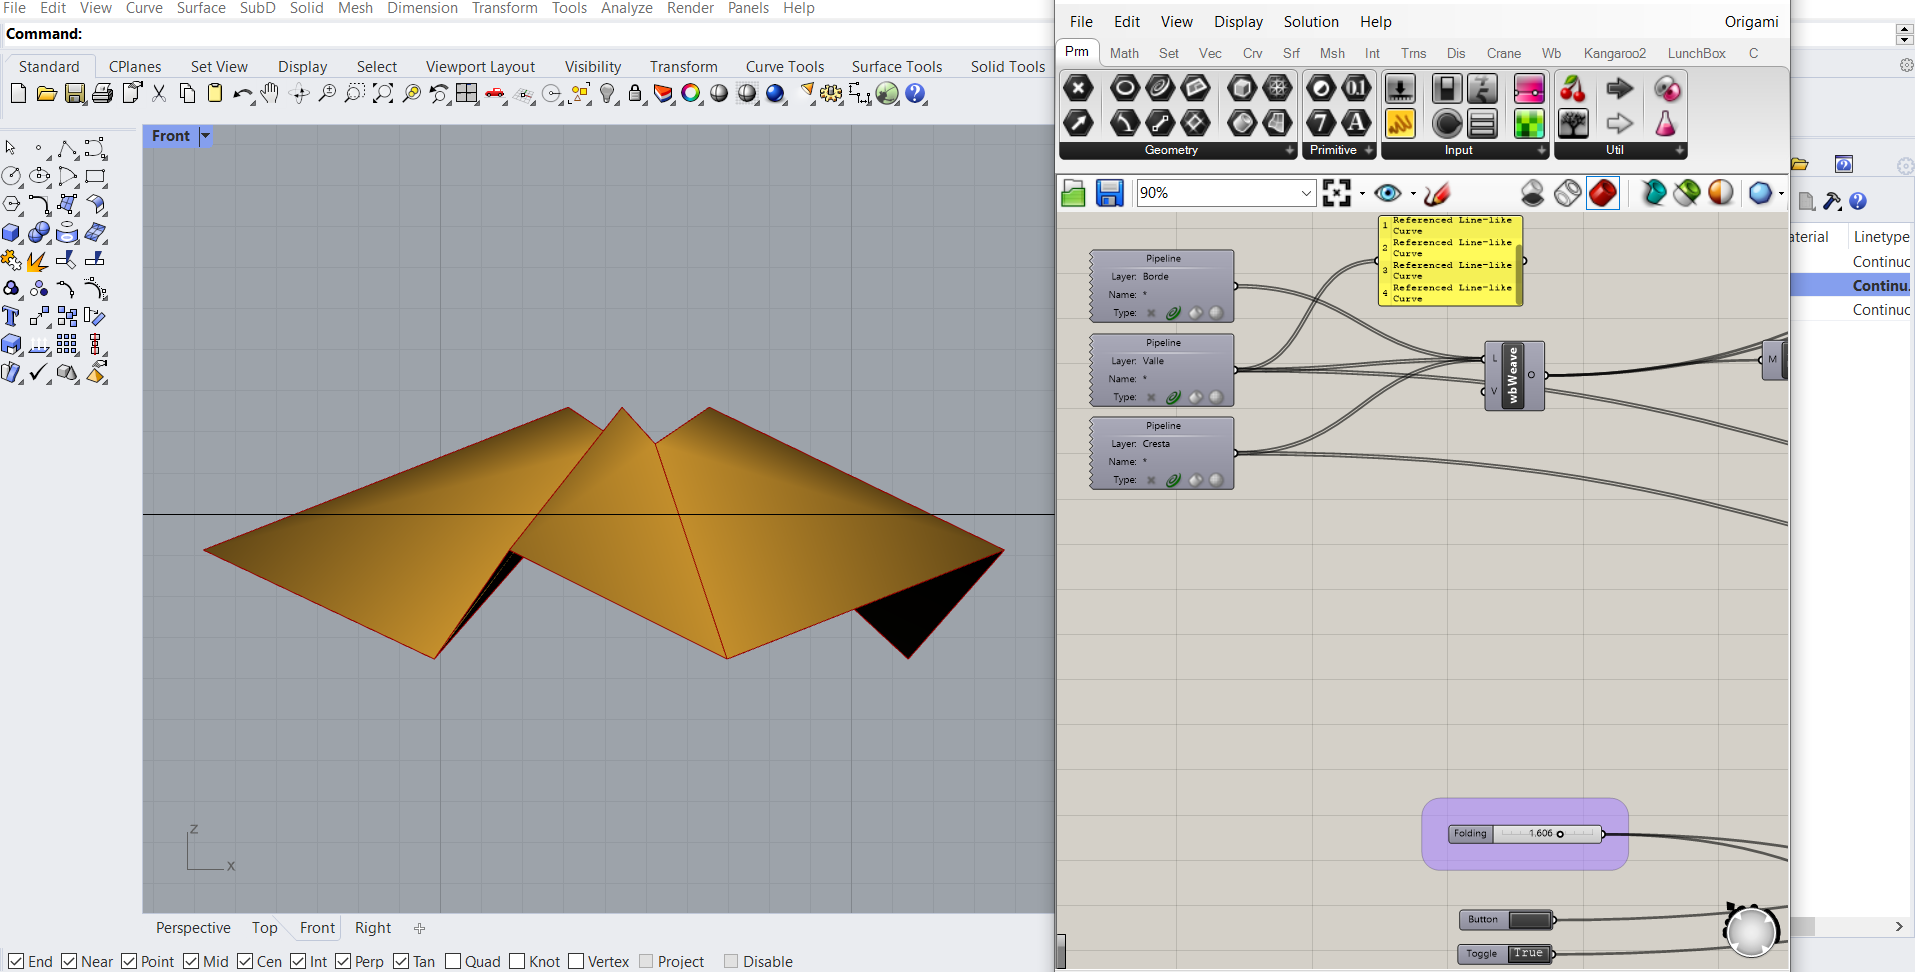 File Edit View Curve Surface SubD Solid Mesh Dimension Transform Tools Analyze Render Panels Help
Command:
Standard CPlanes Set View Display Select Viewport Layout Visibility Transform Curve Tools Surface Tools Solid Tools
Front
z
x
Perspective Top Front Right
End Near Point Mid Cen Int Perp Tan Quad Knot Vertex Project Disable
File Edit View Display Solution Help Origami
Prm Math Set Vec Crv Srf Msh Int Trns Dis Crane Wb Kangaroo2 LunchBox C
Geometry Primitive Input Util
90%
1 Referenced Line-like
Curve
2 Referenced Line-like
Curve
3 Referenced Line-like
Curve
4 Referenced Line-like
Curve
Pipeline
Layer: Borde
Name: *
Type:
Pipeline
Layer: Valle
Name: *
Type:
Pipeline
Layer: Cresta
Name: *
Type:
L
V
wbWeave
O
M
Folding 1.606
Button
Toggle True
aterial Linetype
Continuc
Continu.
Continuc